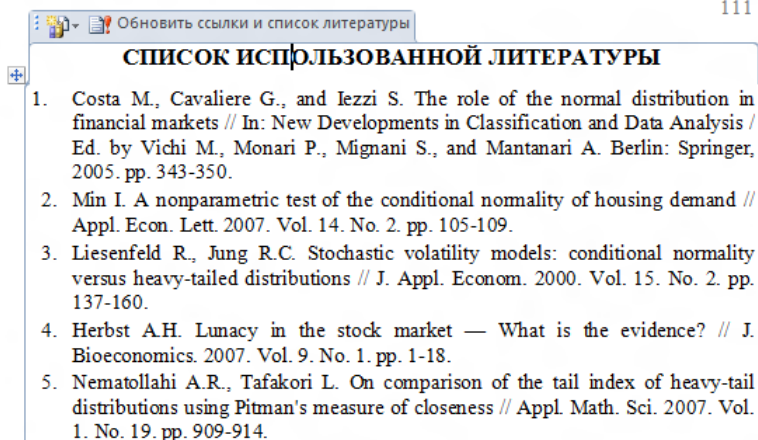 111
Обновить ссылки и список литературы
СПИСОК ИСПОЛЬЗОВАННОЙ ЛИТЕРАТУРЫ
1. Costa M., Cavaliere G., and Iezzi S. The role of the normal distribution in
financial markets // In: New Developments in Classification and Data Analysis /
Ed. by Vichi M., Monari P., Mignani S., and Mantanari A. Berlin: Springer,
2005. pp. 343-350.
2. Min I. A nonparametric test of the conditional normality of housing demand //
Appl. Econ. Lett. 2007. Vol. 14. No. 2. pp. 105-109.
3. Liesenfeld R., Jung R.C. Stochastic volatility models: conditional normality
versus heavy-tailed distributions // J. Appl. Econom. 2000. Vol. 15. No. 2. pp.
137-160.
4. Herbst A.H. Lunacy in the stock market — What is the evidence? // J.
Bioeconomics. 2007. Vol. 9. No. 1. pp. 1-18.
5. Nematollahi A.R., Tafakori L. On comparison of the tail index of heavy-tail
distributions using Pitman's measure of closeness // Appl. Math. Sci. 2007. Vol.
1. No. 19. pp. 909-914.